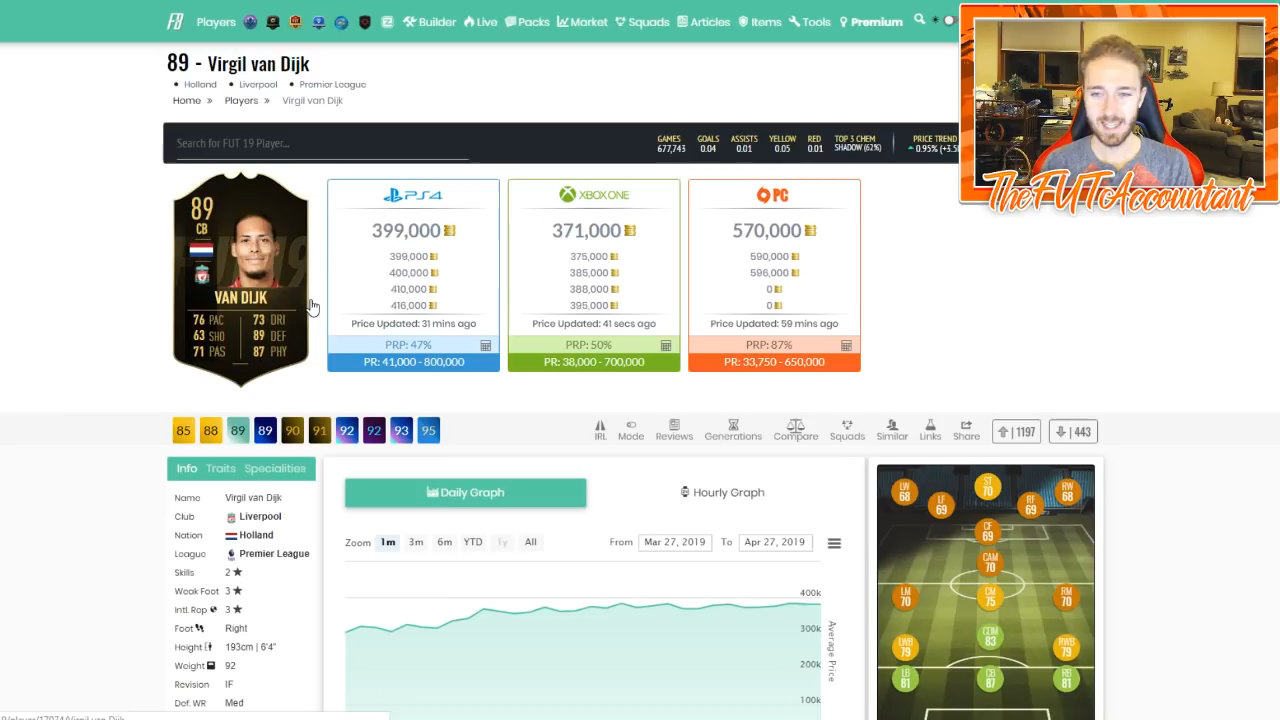 Players Builder Live Packs Market Squads Articles Items Tools Premium
89 - Virgil van Dijk
Holland Liverpool Premier League
Home » Players » Virgil van Dijk
Search for FUT 19 Player...
GAMES GOALS ASSISTS YELLOW RED TOP 3 CHEM PRICE TREND
677,743 0.04 0.01 0.05 0.01 SHADOW (62%) 0.95% (+3.5
TheFUTAccountant
89
CB
VAN DIJK
76 PAC 73 DRI
63 SHO 89 DEF
71 PAS 87 PHY
PS4
399,000
399,000
400,000
410,000
416,000
Price Updated: 31 mins ago
PRP: 47%
PR: 41,000 - 800,000
XBOX ONE
371,000
375,000
385,000
388,000
395,000
Price Updated: 41 secs ago
PRP: 50%
PR: 38,000 - 700,000
PC
570,000
590,000
596,000
0
0
Price Updated: 59 mins ago
PRP: 87%
PR: 33,750 - 650,000
85 88 89 89 90 91 92 92 93 95
IRL Mode Reviews Generations Compare Squads Similar Links Share 1197 443
Info Traits Specialities
Name Virgil van Dijk
Club Liverpool
Nation Holland
League Premier League
Skills 2
Weak Foot 3
Intl. Rep 3
Foot Right
Height 193cm | 6'4"
Weight 92
Revision IF
Def. WR Med
Daily Graph Hourly Graph
Zoom 1m 3m 6m YTD 1y All From Mar 27, 2019 To Apr 27, 2019
400k
300k
200k
100k
Average Price
LW 68
ST 70
RW 68
LF 69
RF 69
CF 69
CAM 70
LM 70
CM 75
RM 70
CDM 83
LWB 79
RWB 79
LB 81
CB 87
RB 81